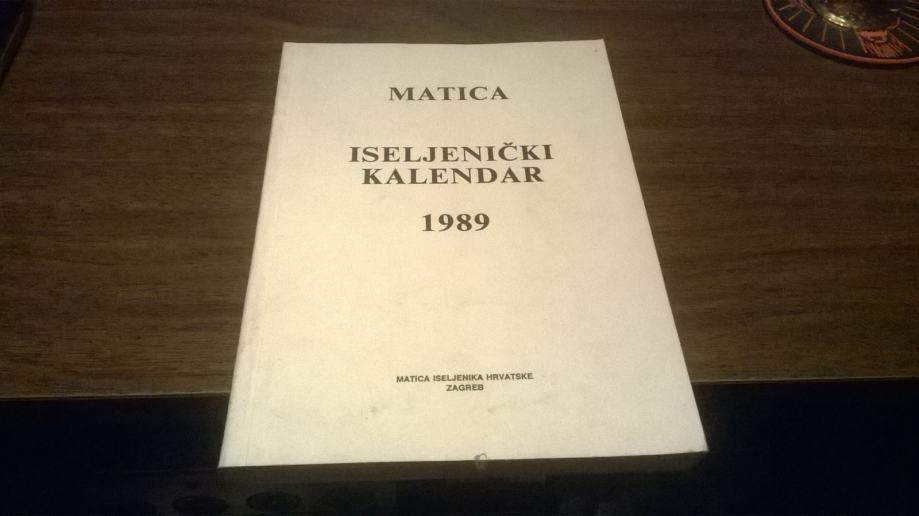 MATICA
ISELJENIČKI
KALENDAR
1989
MATICA ISELJENIKA HRVATSKE
ZAGREB